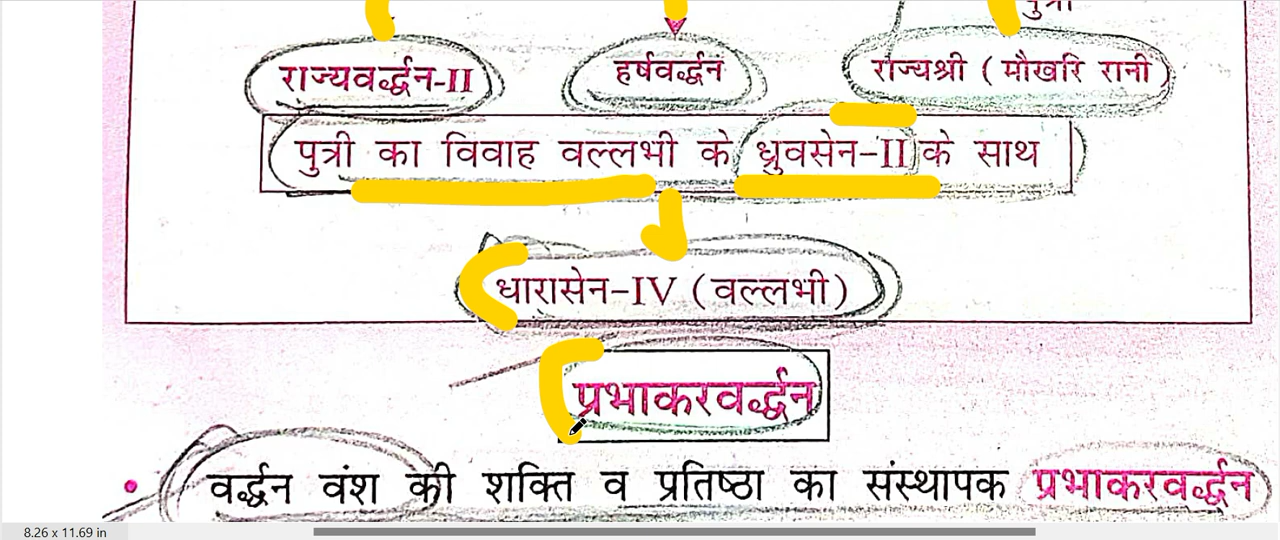 पुत्री
राज्यवर्द्धन-II हर्षवर्द्धन राज्यश्री ( मौखरि रानी )
पुत्री का विवाह वल्लभी के ध्रुवसेन-II के साथ
धारासेन-IV ( वल्लभी )
प्रभाकरवर्द्धन
• वर्द्धन वंश की शक्ति व प्रतिष्ठा का संस्थापक प्रभाकरवर्द्धन
8.26 x 11.69 in